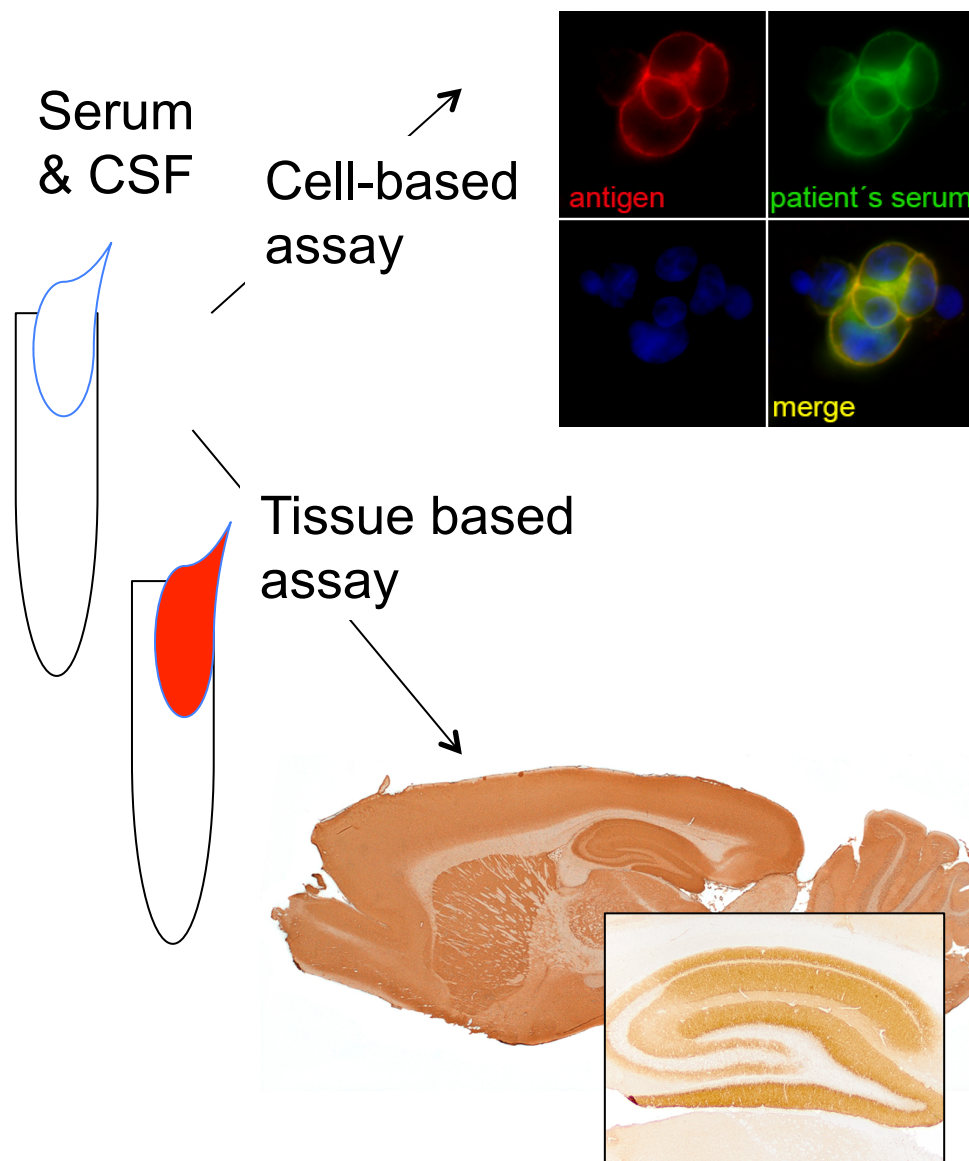 Serum
& CSF
Cell-based
assay
antigen
patient´s serum
merge
Tissue based
assay